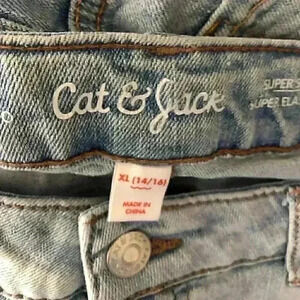 Cat & Jack
SUPER
SUPER ELA
XL (14/16)
MADE IN
CHINA